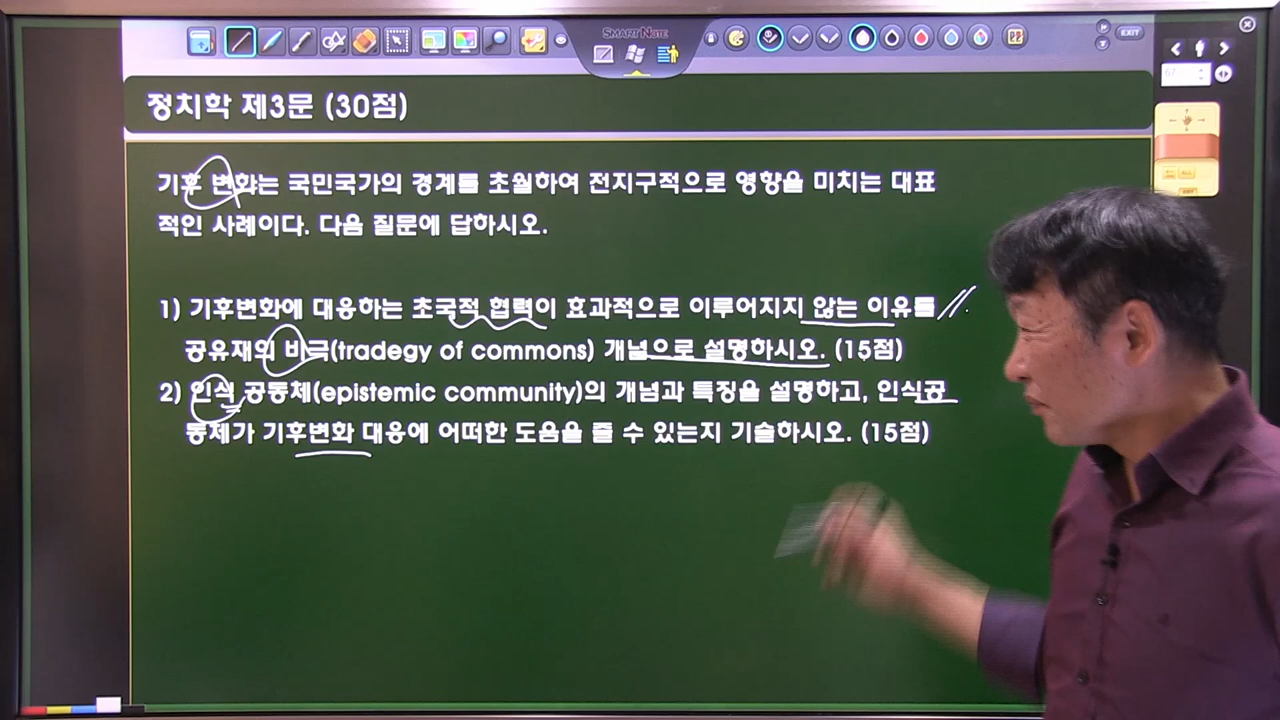 SMART NOTE
EXIT
정치학 제3문 (30점)
기후 변화는 국민국가의 경계를 초월하여 전지구적으로 영향을 미치는 대표
적인 사례이다. 다음 질문에 답하시오.
1) 기후변화에 대응하는 초국적 협력이 효과적으로 이루어지지 않는 이유를
공유재의 비극(tradegy of commons) 개념으로 설명하시오. (15점)
2) 인식 공동체(epistemic community)의 개념과 특징을 설명하고, 인식공
동체가 기후변화 대응에 어떠한 도움을 줄 수 있는지 기술하시오. (15점)